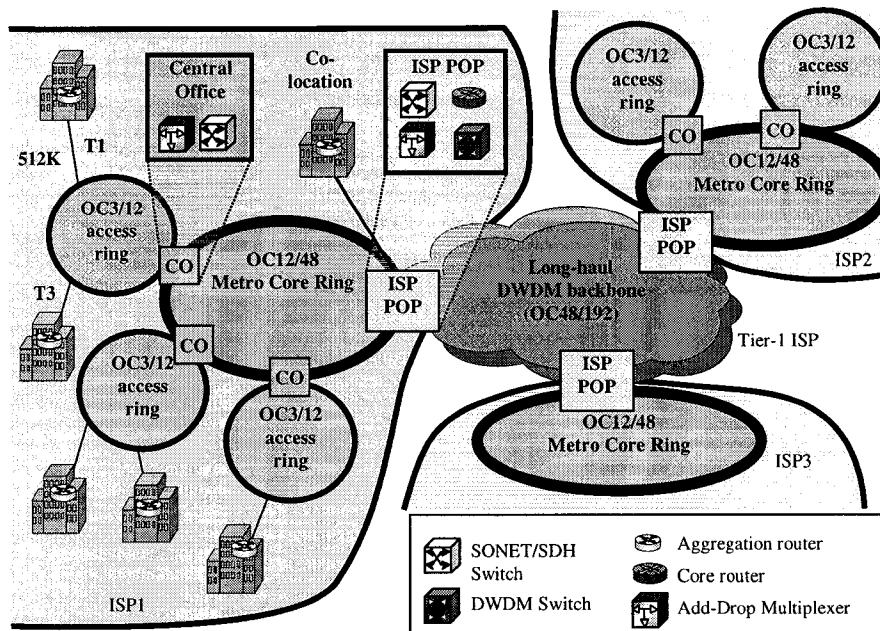 Central
Office
Co-
location
ISP POP
T1
512K
OC3/12
access
ring
CO
OC12/48
Metro Core Ring
ISP
POP
T3
CO
OC3/12
access
ring
CO
OC3/12
access
ring
ISP1
OC3/12
access
ring
OC3/12
access
ring
CO
CO
OC12/48
Metro Core Ring
ISP
POP
ISP2
Long-haul
DWDM backbone
(OC48/192)
Tier-1 ISP
ISP
POP
OC12/48
Metro Core Ring
ISP3
SONET/SDH
Switch
DWDM Switch
Aggregation router
Core router
Add-Drop Multiplexer